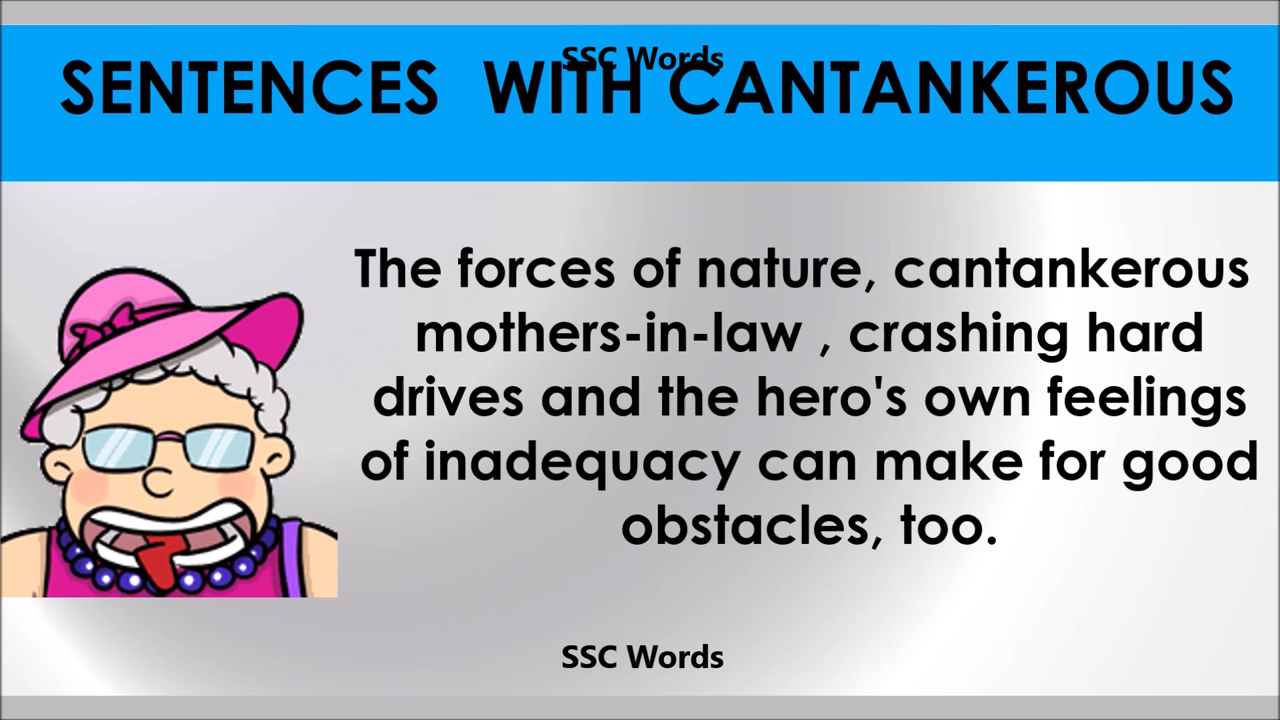 SSC Words
SENTENCES WITH CANTANKEROUS
The forces of nature, cantankerous
mothers-in-law , crashing hard
drives and the hero's own feelings
of inadequacy can make for good
obstacles, too.
SSC Words